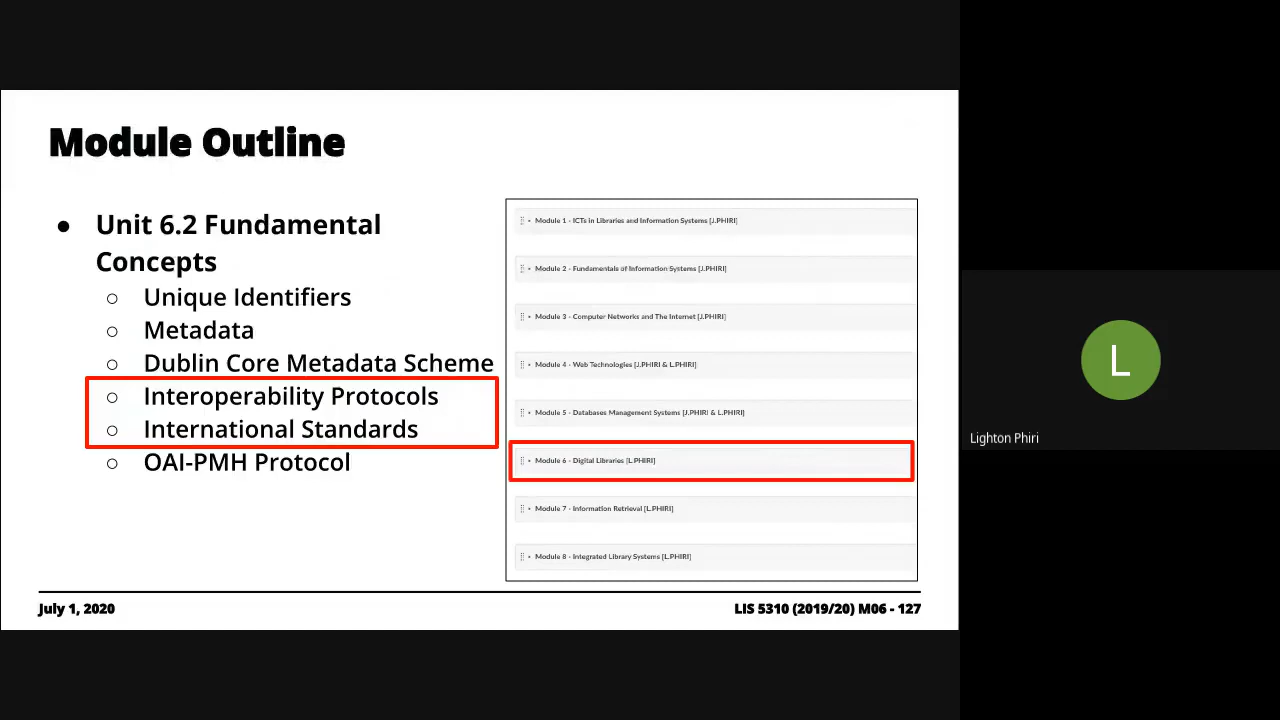 Module Outline
● Unit 6.2 Fundamental
Concepts
○ Unique Identifiers
○ Metadata
○ Dublin Core Metadata Scheme
○ Interoperability Protocols
○ International Standards
○ OAI-PMH Protocol
Module 1 - ICTs in Libraries and Information Systems [J.PHIRI]
Module 2 - Fundamentals of Information Systems [J.PHIRI]
Module 3 - Computer Networks and The Internet [J.PHIRI]
Module 4 - Web Technologies [J.PHIRI & L.PHIRI]
Module 5 - Databases Management Systems [J.PHIRI & L.PHIRI]
Module 6 - Digital Libraries [L.PHIRI]
Module 7 - Information Retrieval [L.PHIRI]
Module 8 - Integrated Library Systems [L.PHIRI]
July 1, 2020
LIS 5310 (2019/20) M06 - 127
L
Lighton Phiri